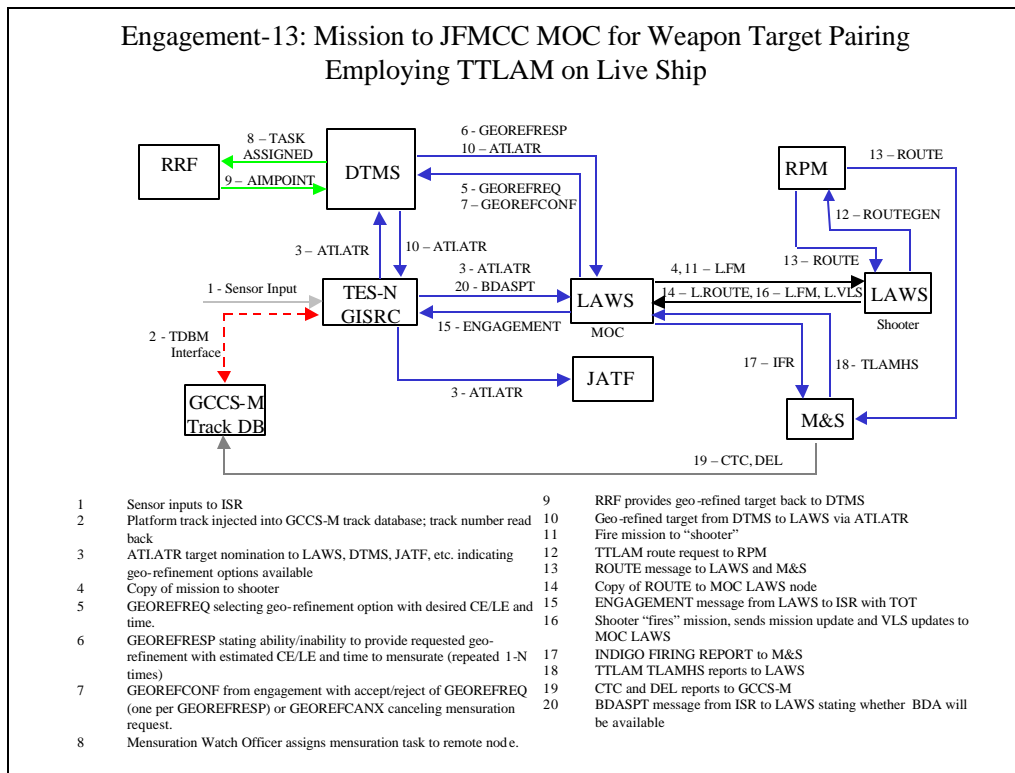 Engagement-13: Mission to JFMCC MOC for Weapon Target Pairing
Employing TTLAM on Live Ship
RRF
8 – TASK
ASSIGNED
9 – AIMPOINT
DTMS
6 - GEOREFRESP
10 – ATI.ATR
5 - GEOREFREQ
7 – GEOREFCONF
RPM
13 – ROUTE
12 – ROUTEGEN
13 – ROUTE
3 – ATI.ATR
10 – ATI.ATR
1 - Sensor Input
TES-N
GISRC
3 – ATI.ATR
20 - BDASPT
15 - ENGAGEMENT
LAWS
MOC
4, 11 – L.FM
14 – L.ROUTE, 16 – L.FM, L.VLS
LAWS
Shooter
2 - TDBM
Interface
GCCS-M
Track DB
3 - ATI.ATR
JATF
17 – IFR
18 - TLAMHS
M&S
19 – CTC, DEL
1 Sensor inputs to ISR
2 Platform track injected into GCCS-M track database; track number read
back
3 ATI.ATR target nomination to LAWS, DTMS, JATF, etc. indicating
geo-refinement options available
4 Copy of mission to shooter
5 GEOREFREQ selecting geo-refinement option with desired CE/LE and
time.
6 GEOREFRESP stating ability/inability to provide requested geo-
refinement with estimated CE/LE and time to mensurate (repeated 1-N
times)
7 GEOREFCONF from engagement with accept/reject of GEOREFREQ
(one per GEOREFRESP) or GEOREFCANX canceling mensuration
request.
8 Mensuration Watch Officer assigns mensuration task to remote node.
9 RRF provides geo-refined target back to DTMS
10 Geo-refined target from DTMS to LAWS via ATI.ATR
11 Fire mission to “shooter”
12 TTLAM route request to RPM
13 ROUTE message to LAWS and M&S
14 Copy of ROUTE to MOC LAWS node
15 ENGAGEMENT message from LAWS to ISR with TOT
16 Shooter “fires” mission, sends mission update and VLS updates to
MOC LAWS
17 INDIGO FIRING REPORT to M&S
18 TTLAM TLAMHS reports to LAWS
19 CTC and DEL reports to GCCS-M
20 BDASPT message from ISR to LAWS stating whether BDA will
be available